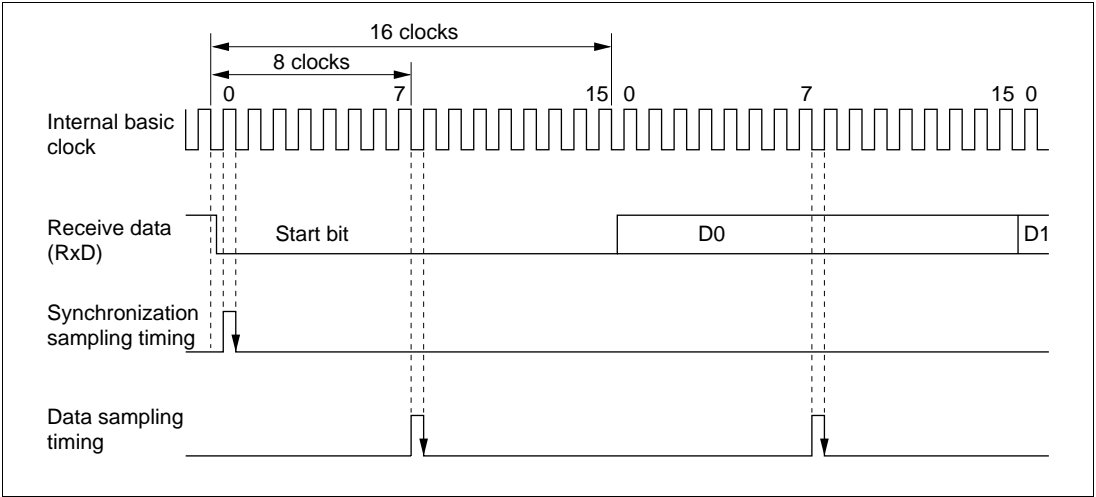 16 clocks
8 clocks
0 7 15 0 7 15 0
Internal basic
clock
Receive data
(RxD)
Start bit D0 D1
Synchronization
sampling timing
Data sampling
timing